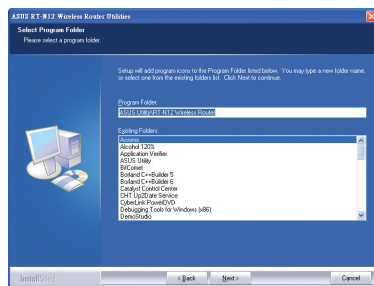 ASUS RT-N12 Wireless Router Utilities
Select Program Folder
Please select a program folder.
Setup will add program icons to the Program Folder listed below. You may type a new folder name,
or select one from the existing folders list. Click Next to continue.
Program Folder:
ASUS Utility\RT-N12 Wireless Router
Existing Folders:
Acronis
Alcohol 120%
Application Verifier
ASUS Utility
BitComet
Borland C++Builder 5
Borland C++Builder 6
Catalyst Control Center
CHT Up2Date Service
CyberLink PowerDVD
Debugging Tools for Windows (x86)
DemoStudio
InstallShield
< Back
Next >
Cancel